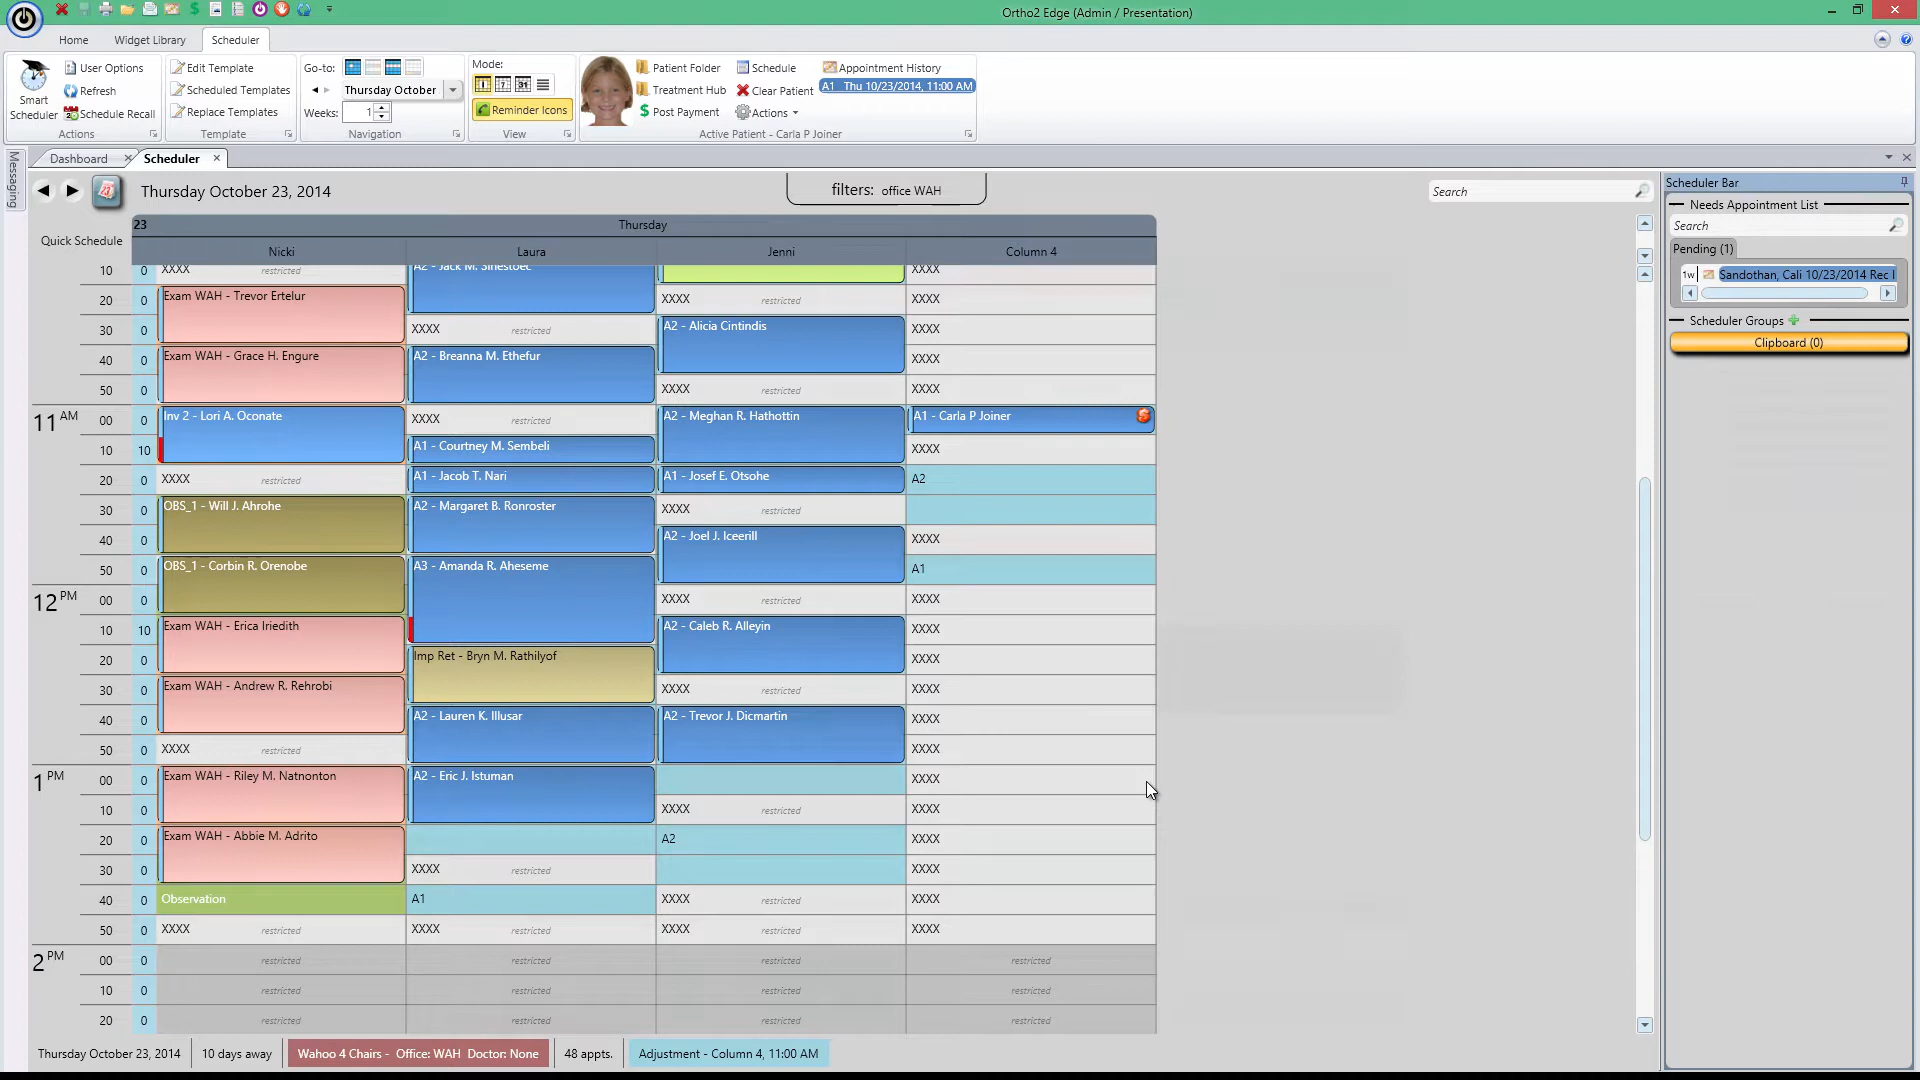 Ortho2 Edge (Admin / Presentation)
Home
Widget Library
Scheduler
Smart Scheduler
User Options
Refresh
Schedule Recall
Actions
Edit Template
Scheduled Templates
Replace Templates
Template
Go-to:
Thursday October
Weeks: 1
Navigation
Mode:
Reminder Icons
View
Patient Folder
Treatment Hub
Post Payment
Schedule
Clear Patient
Actions
Appointment History
A1 Thu 10/23/2014, 11:00 AM
Active Patient - Carla P Joiner
Messaging
Dashboard
Scheduler
Thursday October 23, 2014
filters: office WAH
Search
Quick Schedule
23 Thursday
Nicki Laura Jenni Column 4
10 0 XXXX restricted A2 - Jack M. Sinestoec XXXX
20 0 Exam WAH - Trevor Ertelur XXXX restricted XXXX
30 0 XXXX restricted A2 - Alicia Cintindis XXXX
40 0 Exam WAH - Grace H. Engure A2 - Breanna M. Ethefur XXXX
50 0 XXXX restricted XXXX
11 AM 00 0 Inv 2 - Lori A. Oconate XXXX restricted A2 - Meghan R. Hathottin A1 - Carla P Joiner
10 10 A1 - Courtney M. Sembeli XXXX
20 0 XXXX restricted A1 - Jacob T. Nari A1 - Josef E. Otsohe A2
30 0 OBS_1 - Will J. Ahrohe A2 - Margaret B. Ronroster XXXX restricted
40 0 A2 - Joel J. Iceerill XXXX
50 0 OBS_1 - Corbin R. Orenobe A3 - Amanda R. Aheseme A1
12 PM 00 0 XXXX restricted XXXX
10 10 Exam WAH - Erica Iriedith A2 - Caleb R. Alleyin XXXX
20 0 Imp Ret - Bryn M. Rathilyof XXXX
30 0 Exam WAH - Andrew R. Rehrobi XXXX restricted XXXX
40 0 A2 - Lauren K. Illusar A2 - Trevor J. Dicmartin XXXX
50 0 XXXX restricted XXXX
1 PM 00 0 Exam WAH - Riley M. Natnonton A2 - Eric J. Istuman XXXX
10 0 XXXX restricted XXXX
20 0 Exam WAH - Abbie M. Adrito A2 XXXX
30 0 XXXX restricted XXXX
40 0 Observation A1 XXXX restricted XXXX
50 0 XXXX restricted XXXX restricted XXXX restricted XXXX
2 PM 00 0 restricted restricted restricted restricted
10 0 restricted restricted restricted restricted
20 0 restricted restricted restricted restricted
Scheduler Bar
Needs Appointment List
Search
Pending (1)
1w Sandothan, Cali 10/23/2014 Rec
Scheduler Groups
Clipboard (0)
Thursday October 23, 2014 10 days away Wahoo 4 Chairs - Office: WAH Doctor: None 48 appts. Adjustment - Column 4, 11:00 AM